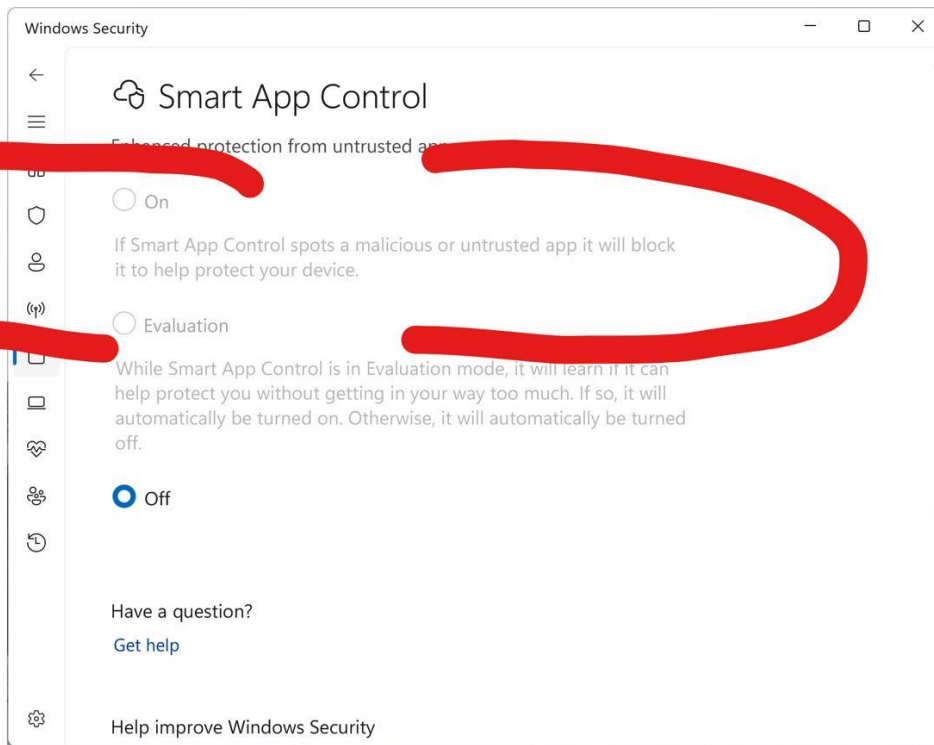 Windows Security
Smart App Control
Enhanced protection from untrusted
On
If Smart App Control spots a malicious or untrusted app it will block
it to help protect your device.
Evaluation
While Smart App Control is in Evaluation mode, it will learn if it can
help protect you without getting in your way too much. If so, it will
automatically be turned on. Otherwise, it will automatically be turned
off.
Off
Have a question?
Get help
Help improve Windows Security